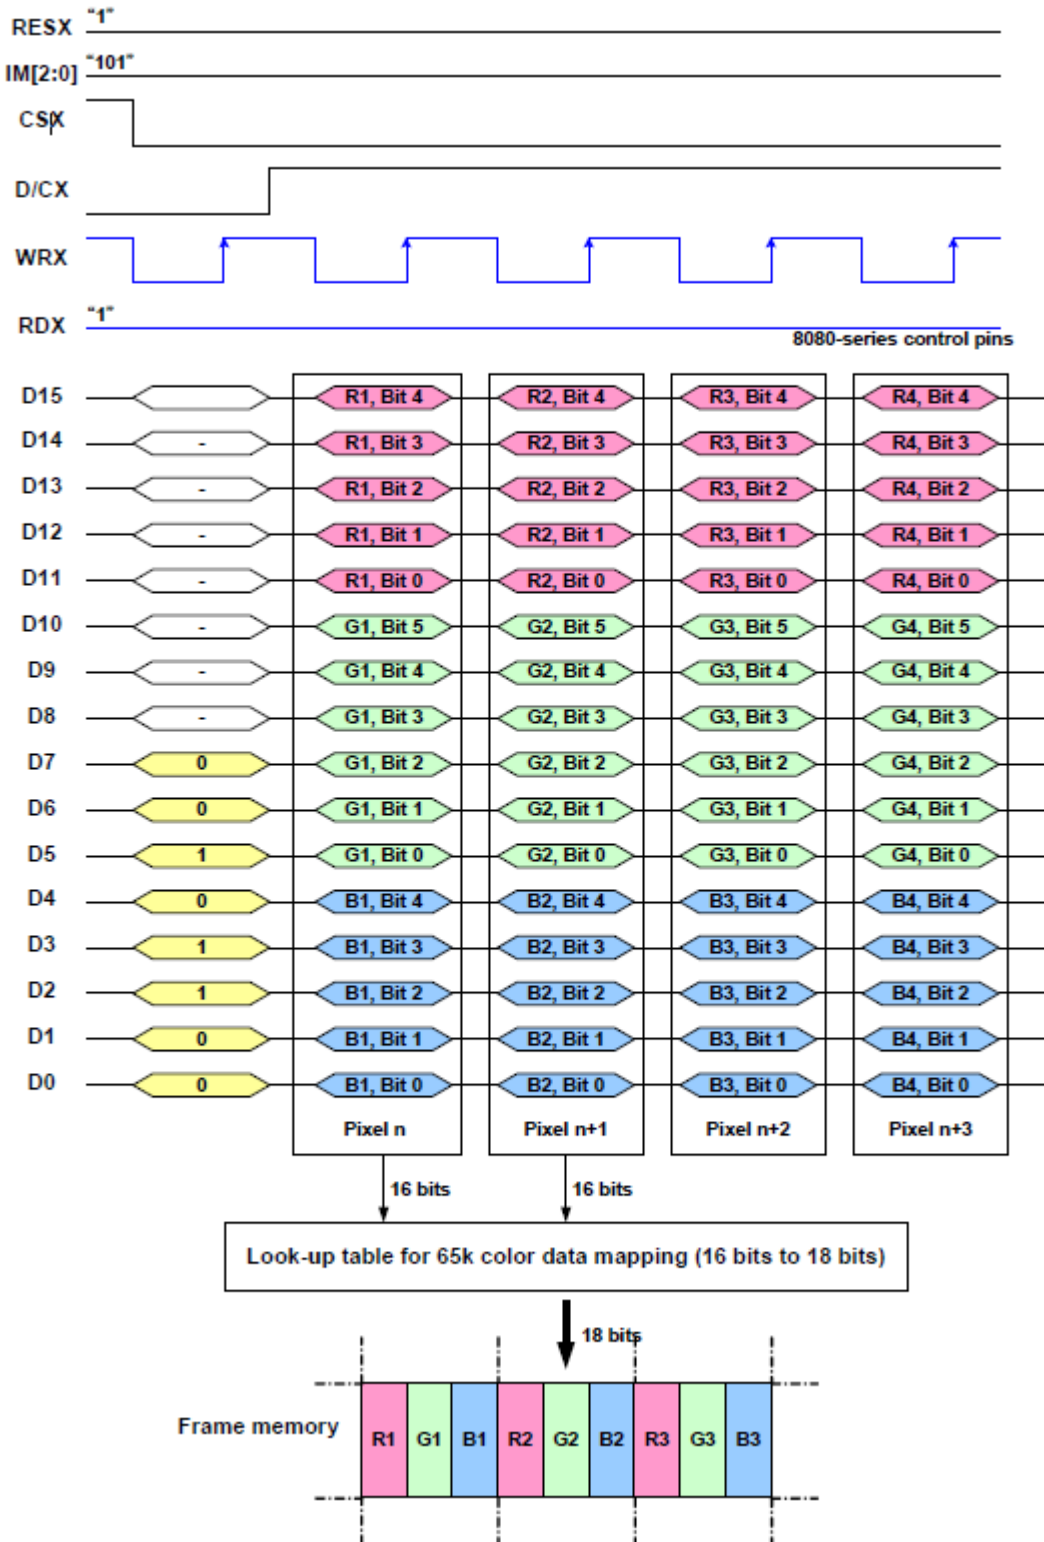 RESX "1"
IM[2:0] "101"
CSX
D/CX
WRX
RDX "1"
8080-series control pins
D15 R1, Bit 4 R2, Bit 4 R3, Bit 4 R4, Bit 4
D14 - R1, Bit 3 R2, Bit 3 R3, Bit 3 R4, Bit 3
D13 - R1, Bit 2 R2, Bit 2 R3, Bit 2 R4, Bit 2
D12 - R1, Bit 1 R2, Bit 1 R3, Bit 1 R4, Bit 1
D11 - R1, Bit 0 R2, Bit 0 R3, Bit 0 R4, Bit 0
D10 - G1, Bit 5 G2, Bit 5 G3, Bit 5 G4, Bit 5
D9 - G1, Bit 4 G2, Bit 4 G3, Bit 4 G4, Bit 4
D8 - G1, Bit 3 G2, Bit 3 G3, Bit 3 G4, Bit 3
D7 0 G1, Bit 2 G2, Bit 2 G3, Bit 2 G4, Bit 2
D6 0 G1, Bit 1 G2, Bit 1 G3, Bit 1 G4, Bit 1
D5 1 G1, Bit 0 G2, Bit 0 G3, Bit 0 G4, Bit 0
D4 0 B1, Bit 4 B2, Bit 4 B3, Bit 4 B4, Bit 4
D3 1 B1, Bit 3 B2, Bit 3 B3, Bit 3 B4, Bit 3
D2 1 B1, Bit 2 B2, Bit 2 B3, Bit 2 B4, Bit 2
D1 0 B1, Bit 1 B2, Bit 1 B3, Bit 1 B4, Bit 1
D0 0 B1, Bit 0 B2, Bit 0 B3, Bit 0 B4, Bit 0
Pixel n Pixel n+1 Pixel n+2 Pixel n+3
16 bits 16 bits
Look-up table for 65k color data mapping (16 bits to 18 bits)
18 bits
Frame memory R1 G1 B1 R2 G2 B2 R3 G3 B3